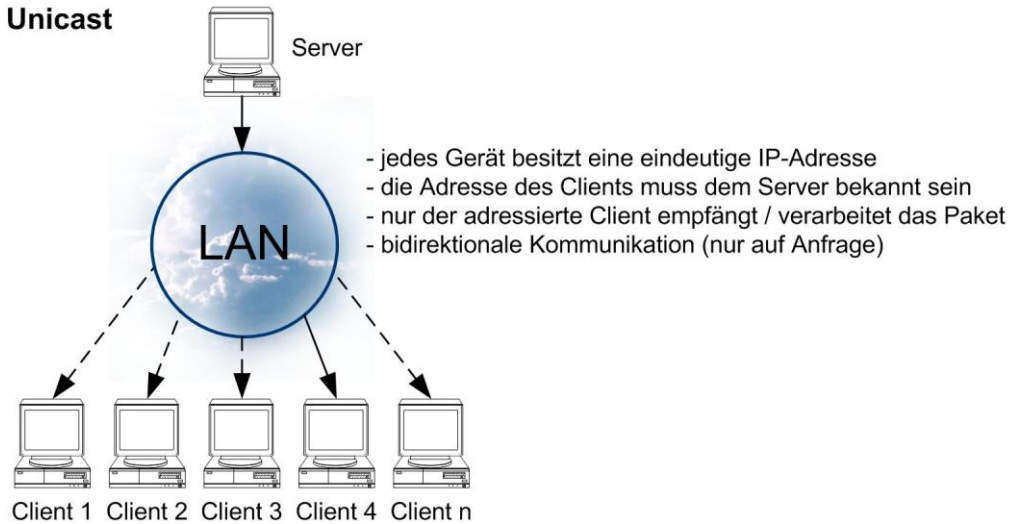 Unicast
Server
- jedes Gerät besitzt eine eindeutige IP-Adresse
- die Adresse des Clients muss dem Server bekannt sein
- nur der adressierte Client empfängt / verarbeitet das Paket
- bidirektionale Kommunikation (nur auf Anfrage)
LAN
Client 1 Client 2 Client 3 Client 4 Client n